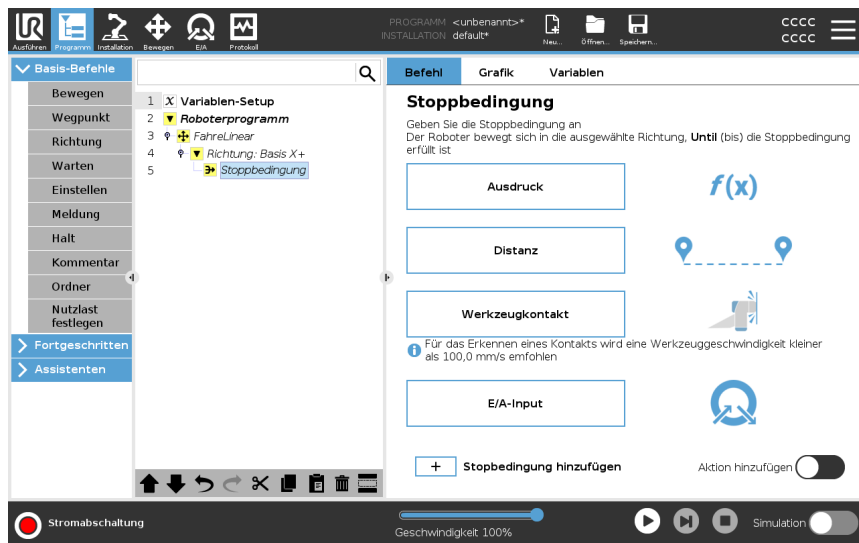 PROGRAMM <unbenannt>*
INSTALLATION default*
UR
Ausführen
Programm
Installation
Bewegen
E/A
Protokoll
Neu...
Öffnen...
Speichern...
cccc
cccc
Basis-Befehle
Bewegen
Wegpunkt
Richtung
Warten
Einstellen
Meldung
Halt
Kommentar
Ordner
Nutzlast
festlegen
Fortgeschritten
Assistenten
1 X Variablen-Setup
2 Roboterprogramm
3 FahreLinear
4 Richtung: Basis X+
5 Stoppbedingung
Befehl Grafik Variablen
Stoppbedingung
Geben Sie die Stoppbedingung an
Der Roboter bewegt sich in die ausgewählte Richtung, Until (bis) die Stoppbedingung
erfüllt ist
Ausdruck
f(x)
Distanz
Werkzeugkontakt
Für das Erkennen eines Kontakts wird eine Werkzeuggeschwindigkeit kleiner
als 100,0 mm/s emfohlen
E/A-Input
+ Stopbedingung hinzufügen
Aktion hinzufügen
Stromabschaltung
Geschwindigkeit 100%
Simulation